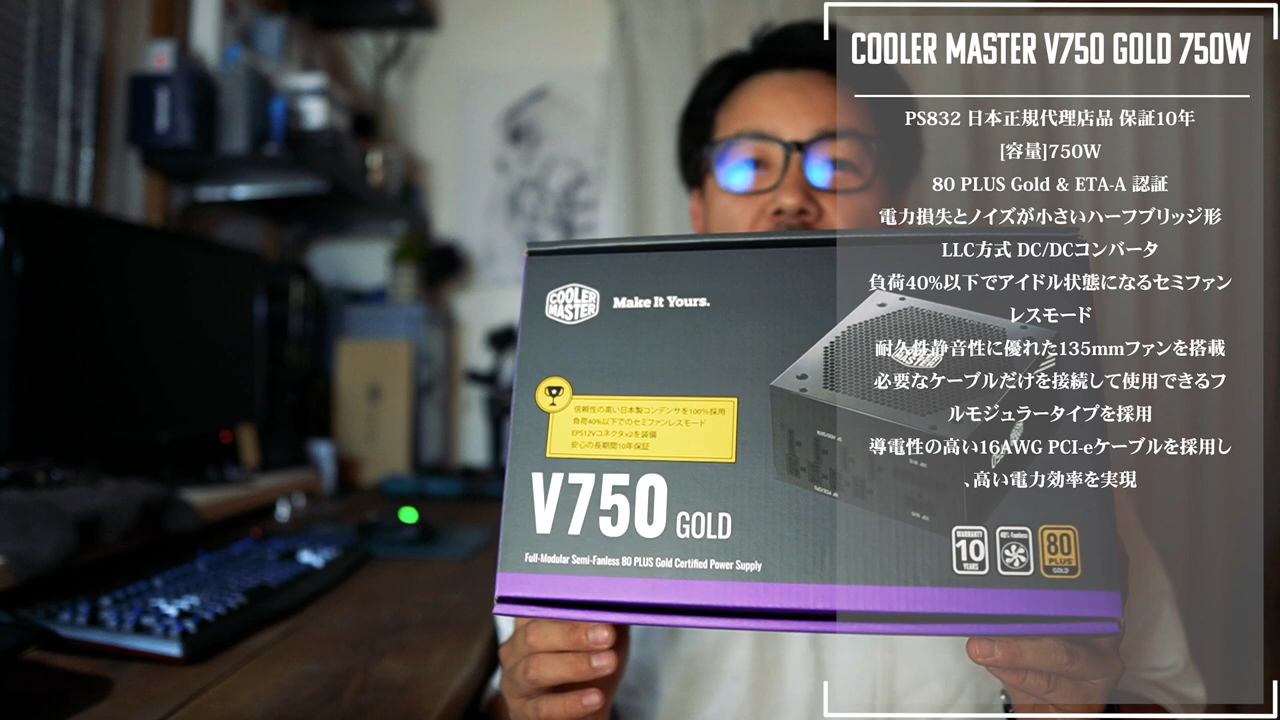 COOLER MASTER V750 GOLD 750W
PS832 日本正規代理店品 保証10年
[容量]750W
80 PLUS Gold & ETA-A 認証
電力損失とノイズが小さいハーフブリッジ形
LLC方式 DC/DCコンバータ
負荷40%以下でアイドル状態になるセミファン
レスモード
耐久性静音性に優れた135mmファンを搭載
必要なケーブルだけを接続して使用できるフ
ルモジュラータイプを採用
導電性の高い16AWG PCI-eケーブルを採用し
、高い電力効率を実現
COOLER
MASTER
Make It Yours.
信頼性の高い日本製コンデンサを100%採用
負荷40%以下でのセミファンレスモード
EPS12Vコネクタx2を装備
安心の長期間10年保証
V750 GOLD
Full-Modular Semi-Fanless 80 PLUS Gold Certified Power Supply
WARRANTY
10
YEARS
40% Fanless
80
PLUS
GOLD